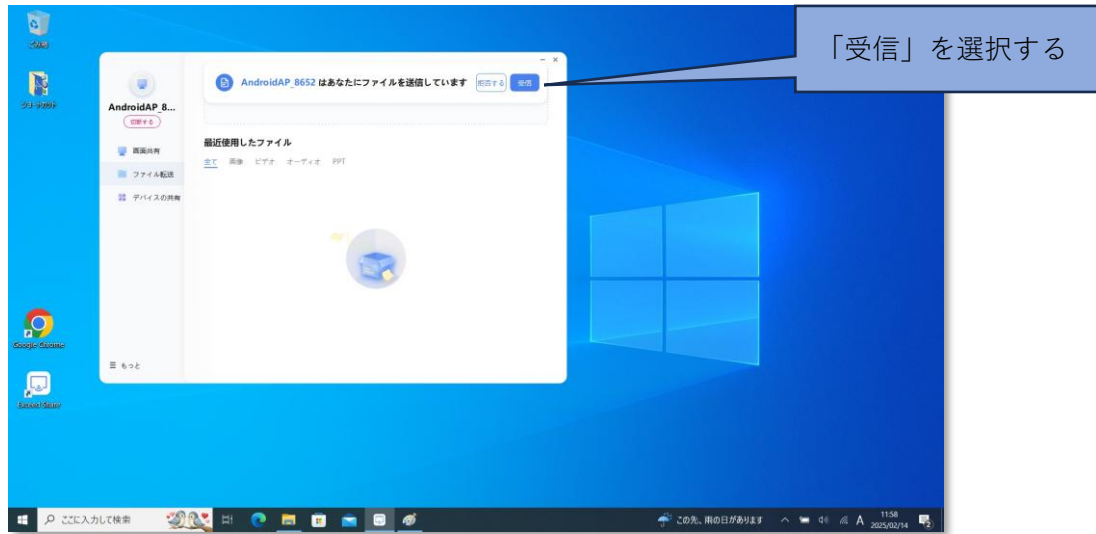 「受信」を選択する
ごみ箱
AndroidAP_8652 はあなたにファイルを送信しています 拒否する 受信
AndroidAP_8...
切断する
画面共有
ファイル転送
デバイスの共有
もっと
最近使用したファイル
全て 画像 ビデオ オーディオ PPT
Google Chrome
ここに入力して検索
この先、雨の日があります
A
11:58
2025/02/14
2